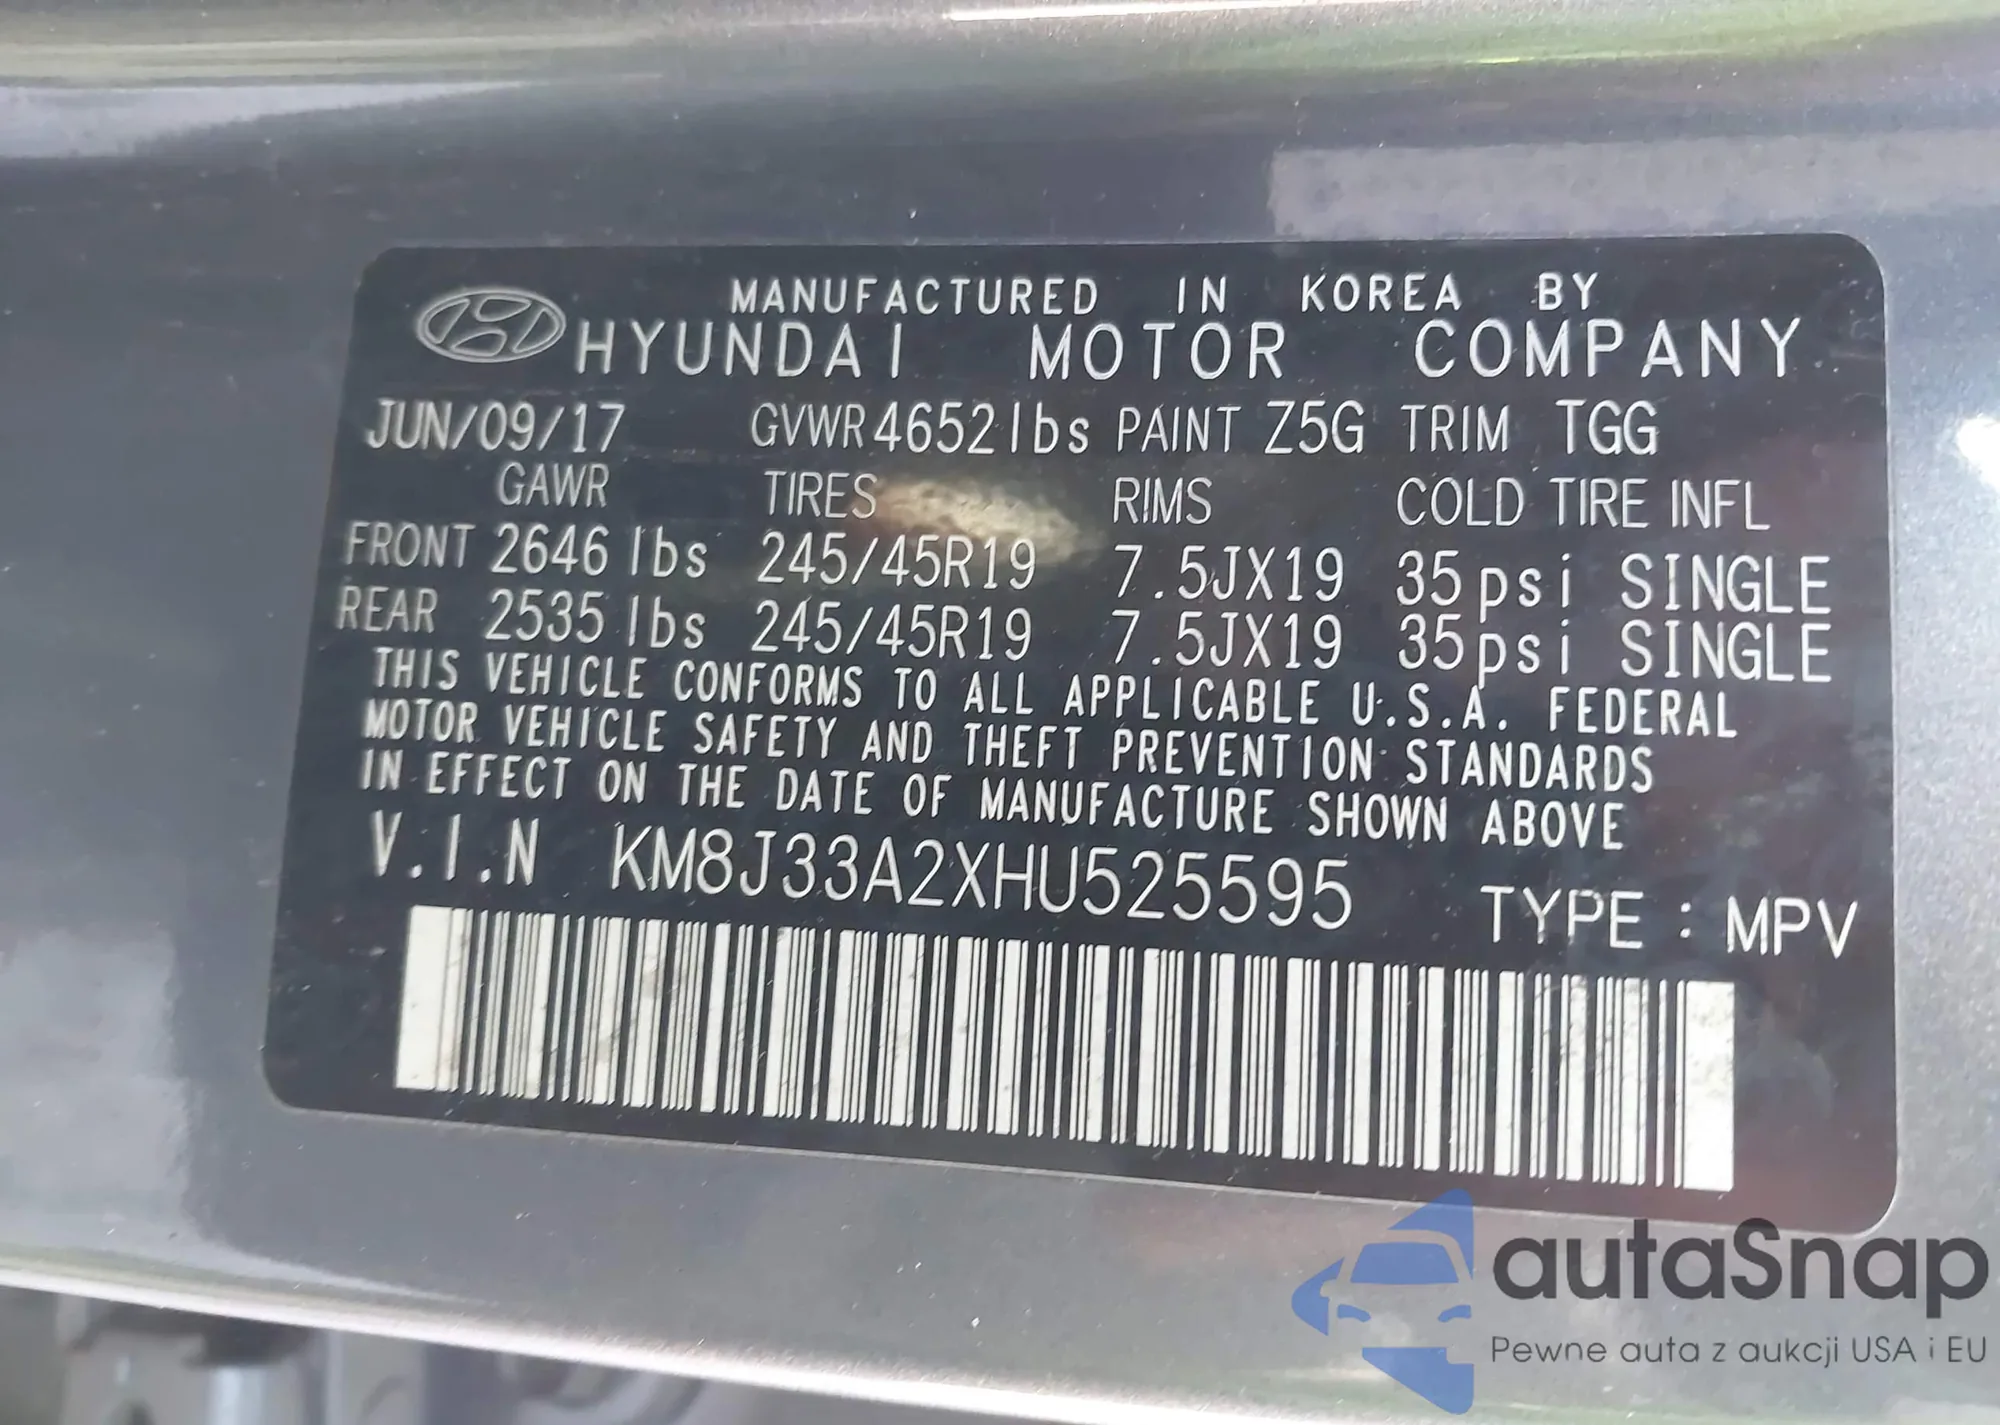 MANUFACTURED IN KOREA BY
HYUNDAI MOTOR COMPANY
JUN/09/17 GVWR 4652lbs PAINT Z5G TRIM TGG
GAWR TIRES RIMS COLD TIRE INFL
FRONT 2646 lbs 245/45R19 7.5JX19 35psi SINGLE
REAR 2535 lbs 245/45R19 7.5JX19 35psi SINGLE
THIS VEHICLE CONFORMS TO ALL APPLICABLE U.S.A. FEDERAL
MOTOR VEHICLE SAFETY AND THEFT PREVENTION STANDARDS
IN EFFECT ON THE DATE OF MANUFACTURE SHOWN ABOVE
V.I.N KM8J33A2XHU525595 TYPE : MPV
autaSnap
Pewne auta z aukcji USA i EU